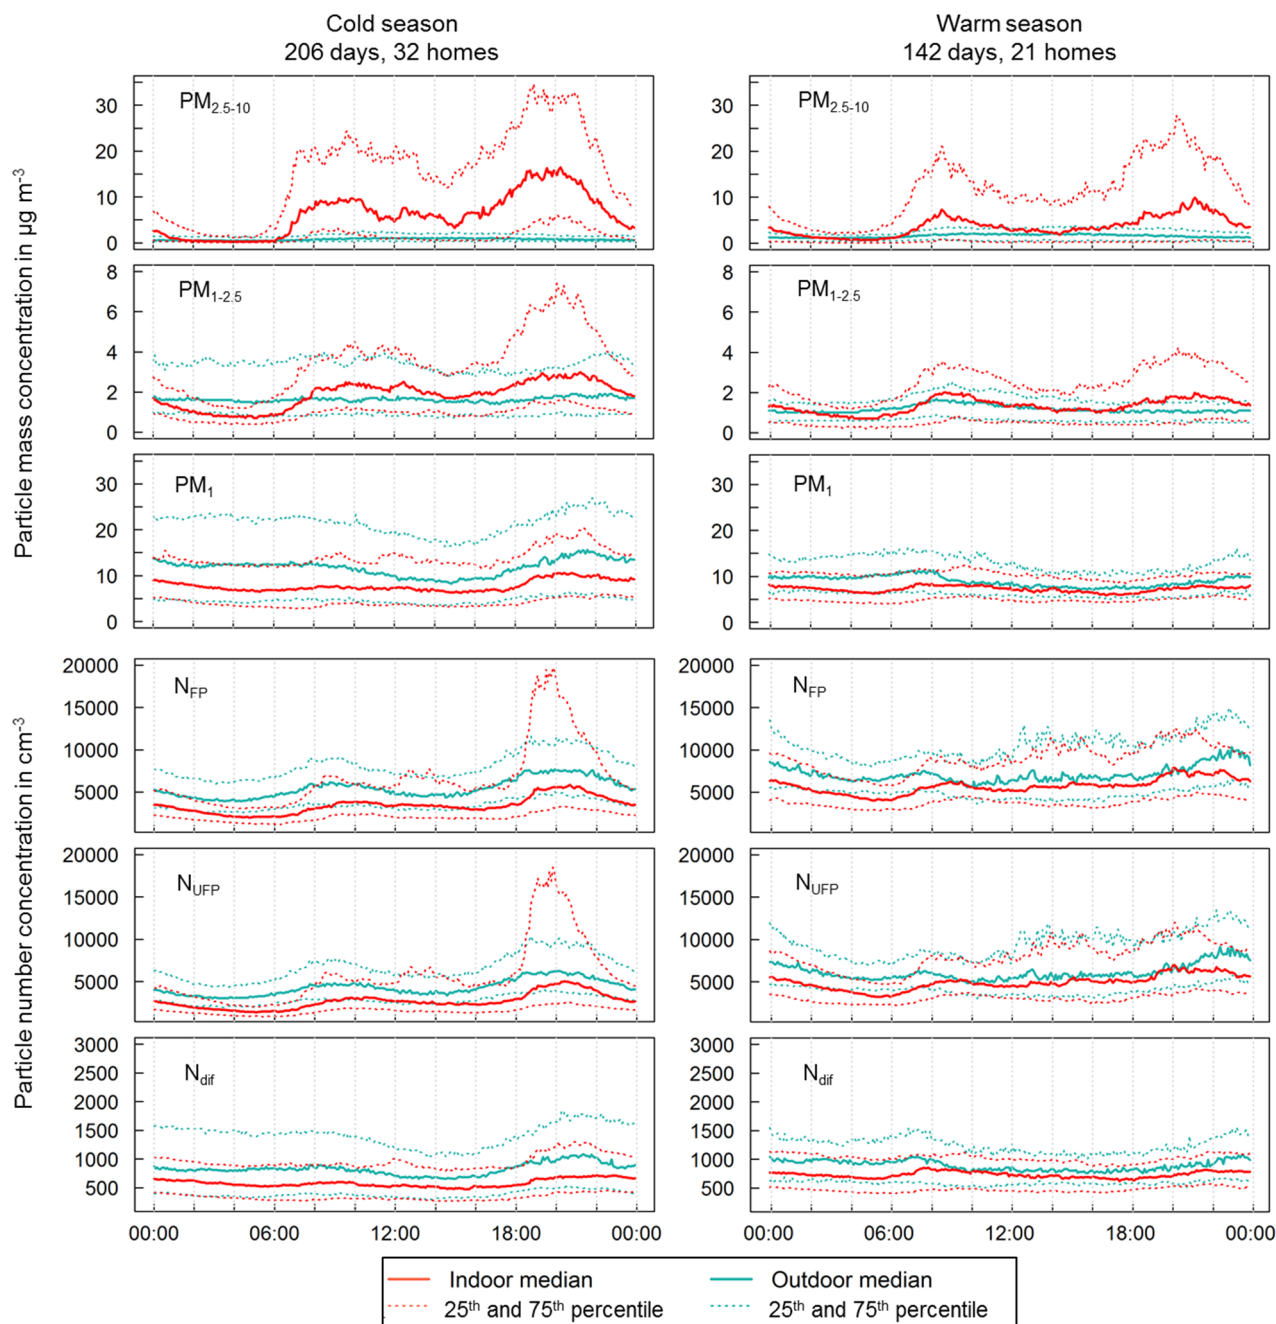 Cold season
206 days, 32 homes
Warm season
142 days, 21 homes
Particle mass concentration in µg m-3
PM2.5-10
30
20
10
0
PM2.5-10
30
20
10
0
PM1-2.5
8
6
4
2
0
PM1-2.5
8
6
4
2
0
PM1
30
20
10
0
PM1
30
20
10
0
Particle number concentration in cm-3
NFP
20000
15000
10000
5000
NFP
20000
15000
10000
5000
NUFP
20000
15000
10000
5000
NUFP
20000
15000
10000
5000
Ndif
3000
2500
2000
1500
1000
500
Ndif
3000
2500
2000
1500
1000
500
00:00 06:00 12:00 18:00 00:00
00:00 06:00 12:00 18:00 00:00
Indoor median
Outdoor median
25th and 75th percentile
25th and 75th percentile